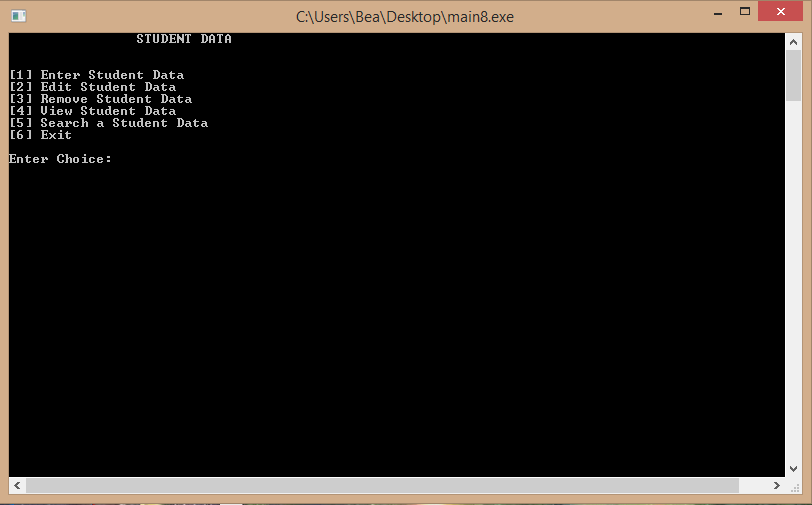 C:\Users\Bea\Desktop\main8.exe
STUDENT DATA
[1] Enter Student Data
[2] Edit Student Data
[3] Remove Student Data
[4] View Student Data
[5] Search a Student Data
[6] Exit
Enter Choice: